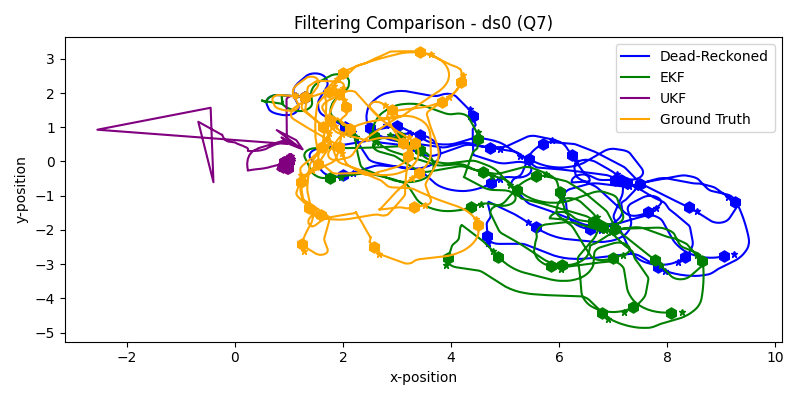 Filtering Comparison - ds0 (Q7)
Dead-Reckoned
EKF
UKF
Ground Truth
y-position
3
2
1
0
−1
−2
−3
−4
−5
−2
0
2
4
6
8
10
x-position